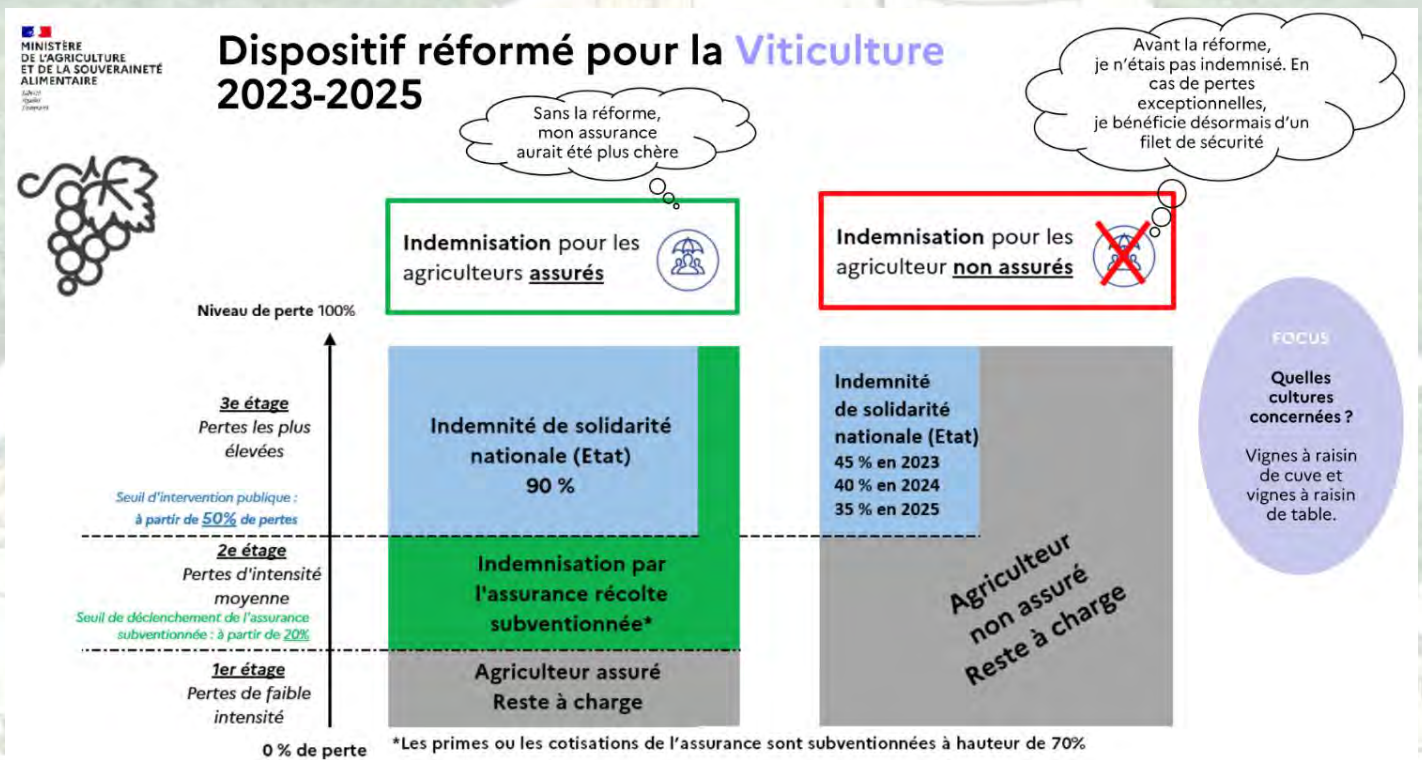 MINISTÈRE
DE L'AGRICULTURE
ET DE LA SOUVERAINETÉ
ALIMENTAIRE
Liberté
Égalité
Fraternité
Dispositif réformé pour la Viticulture
2023-2025
Sans la réforme,
mon assurance
aurait été plus chère
Avant la réforme,
je n'étais pas indemnisé. En
cas de pertes
exceptionnelles,
je bénéficie désormais d'un
filet de sécurité
Indemnisation pour les
agriculteurs assurés
Indemnisation pour les
agriculteur non assurés
Niveau de perte 100%
3e étage
Pertes les plus
élevées
Seuil d'intervention publique :
à partir de 50% de pertes
2e étage
Pertes d'intensité
moyenne
Seuil de déclenchement de l'assurance
subventionnée : à partir de 20%
1er étage
Pertes de faible
intensité
0 % de perte
Indemnité de solidarité
nationale (Etat)
90 %
Indemnisation par
l'assurance récolte
subventionnée*
Agriculteur assuré
Reste à charge
Indemnité
de solidarité
nationale (Etat)
45 % en 2023
40 % en 2024
35 % en 2025
Agriculteur
non assuré
Reste à charge
FOCUS
Quelles
cultures
concernées ?
Vignes à raisin
de cuve et
vignes à raisin
de table.
*Les primes ou les cotisations de l'assurance sont subventionnées à hauteur de 70%